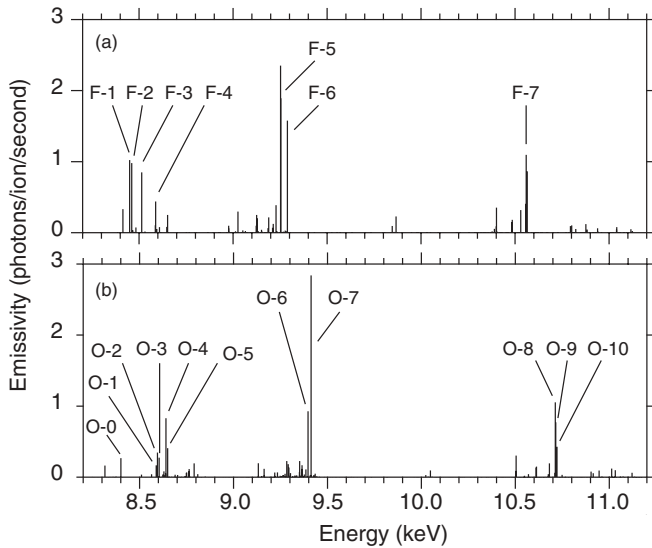 3
(a)
F-5
F-1 F-2 F-3 F-4 F-6 F-7
2
1
0
3
(b)
O-6 O-7
2
O-2 O-3 O-4 O-5 O-8 O-9 O-10
O-1
1
O-0
0
8.5 9.0 9.5 10.0 10.5 11.0
Energy (keV)
Emissivity (photons/ion/second)